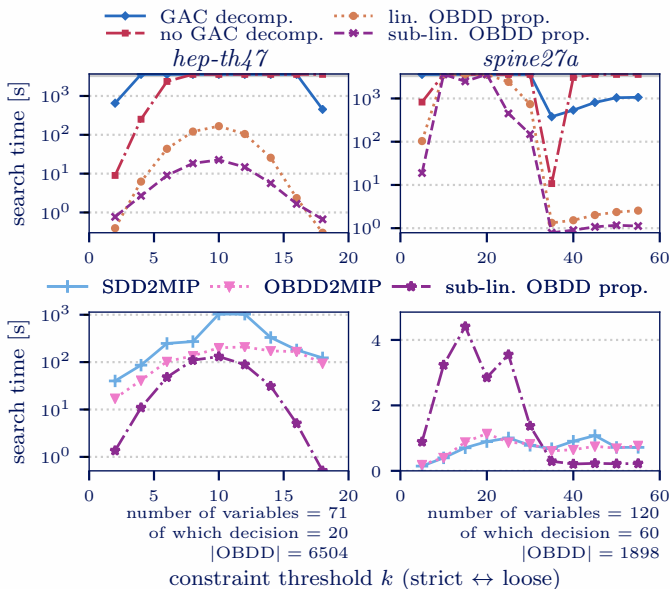 GAC decomp. lin. OBDD prop.
no GAC decomp. sub-lin. OBDD prop.
hep-th47 spine27a
search time [s]
10³
10²
10¹
10⁰
0 5 10 15 20
10³
10²
10¹
10⁰
0 20 40 60
SDD2MIP OBDD2MIP sub-lin. OBDD prop.
search time [s]
10³
10²
10¹
10⁰
0 5 10 15 20
4
2
0
0 20 40 60
number of variables = 71
of which decision = 20
|OBDD| = 6504
number of variables = 120
of which decision = 60
|OBDD| = 1898
constraint threshold k (strict ↔ loose)